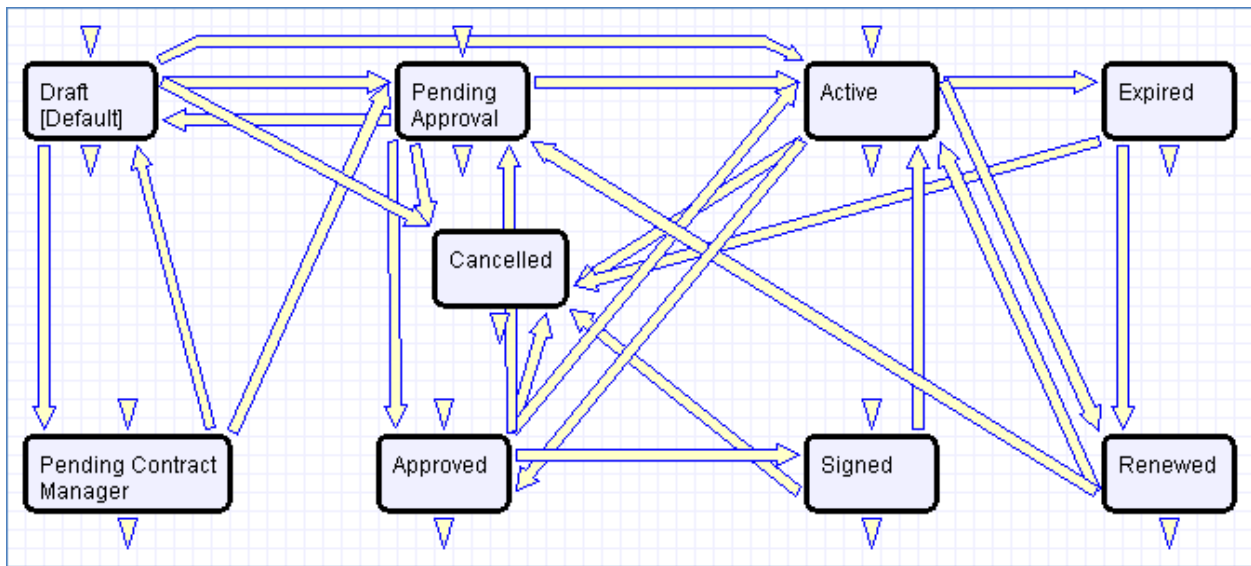 Draft
[Default]
Pending
Approval
Active
Expired
Cancelled
Pending Contract
Manager
Approved
Signed
Renewed